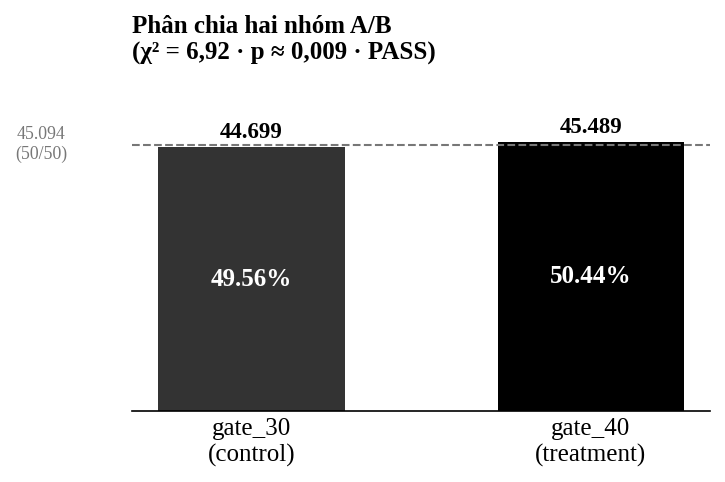 Phân chia hai nhóm A/B
(χ² = 6,92 · p ≈ 0,009 · PASS)
45.094
(50/50)
44.699
45.489
49.56%
50.44%
gate_30
(control)
gate_40
(treatment)